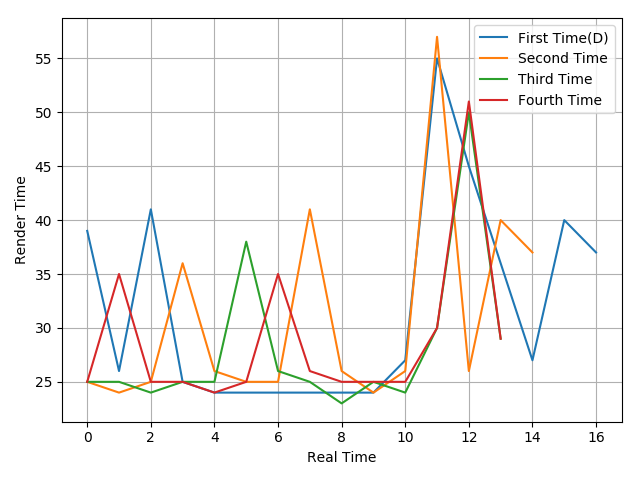 First Time(D)
Second Time
Third Time
Fourth Time
55
50
45
40
35
30
25
Render Time
0 2 4 6 8 10 12 14 16
Real Time